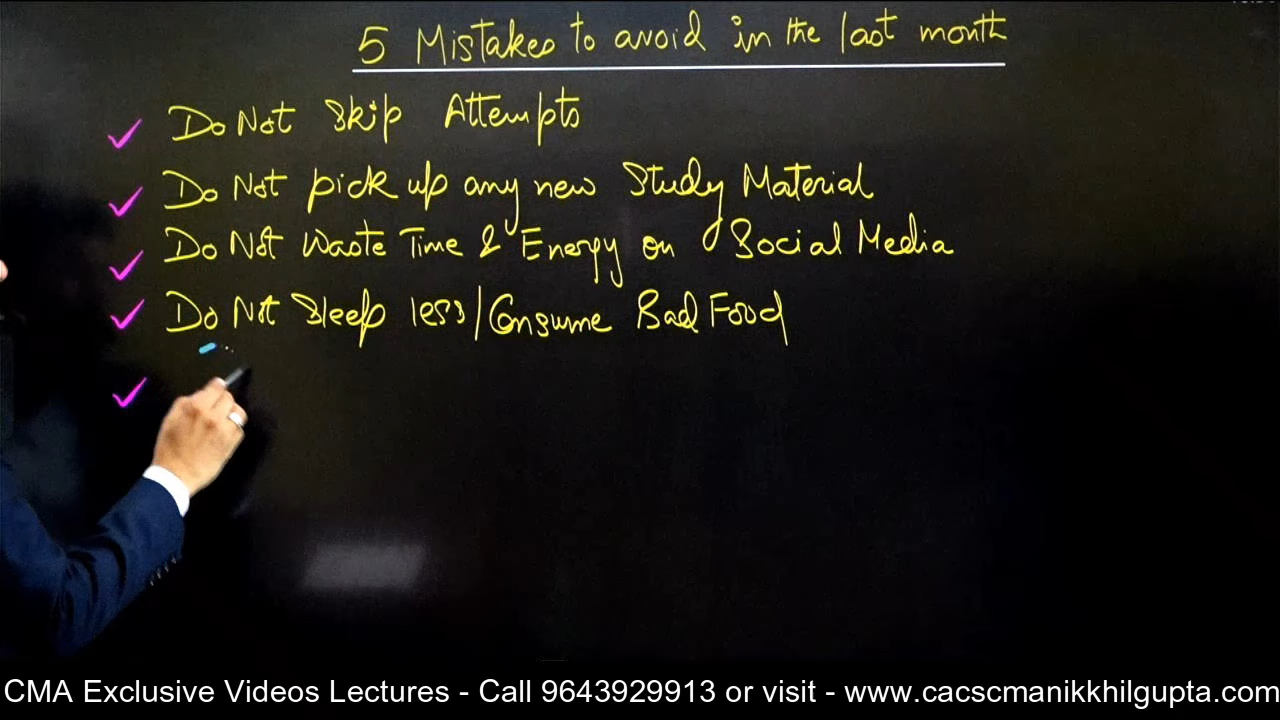 5 Mistakes to avoid in the last month
Do Not Skip Attempts
Do Not pick up any new Study Material
Do Not Waste Time & Energy on Social Media
Do Not Sleep less/Consume Bad Food
CMA Exclusive Videos Lectures - Call 9643929913 or visit - www.cacscmanikkhilgupta.com